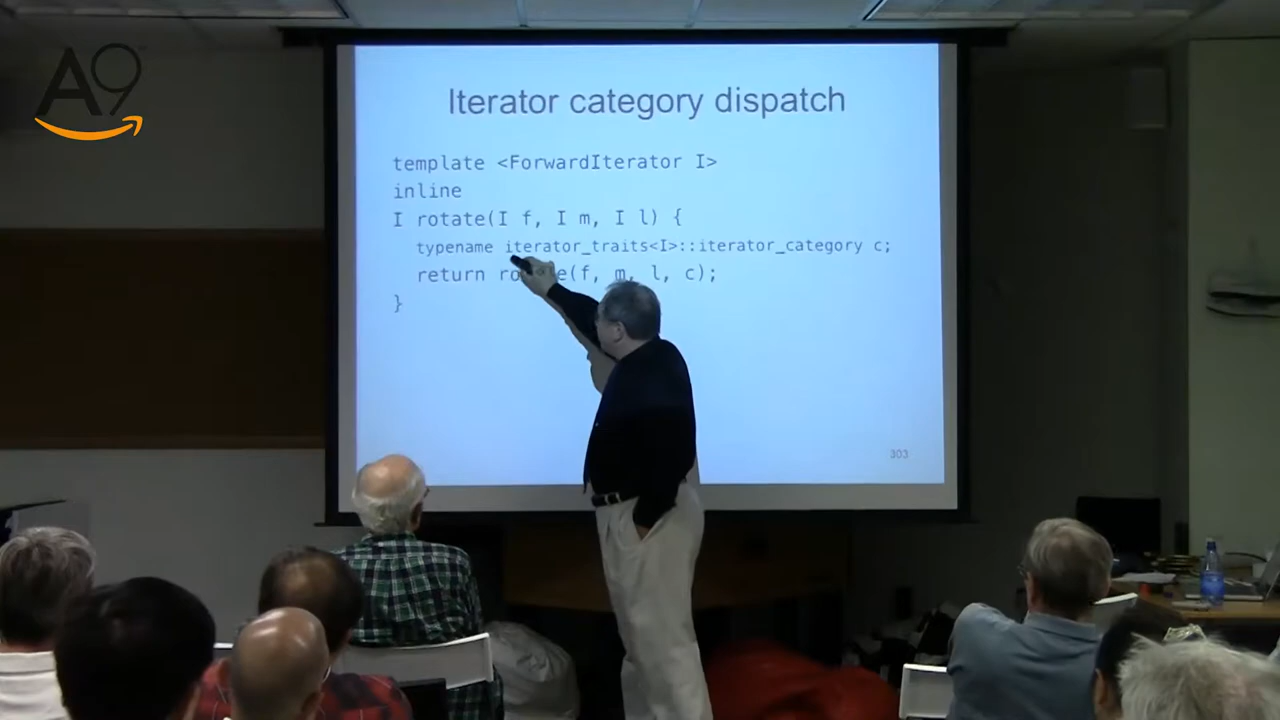 A9
Iterator category dispatch
template <ForwardIterator I>
inline
I rotate(I f, I m, I l) {
typename iterator_traits<I>::iterator_category c;
return (f, m, l, c);
}
303